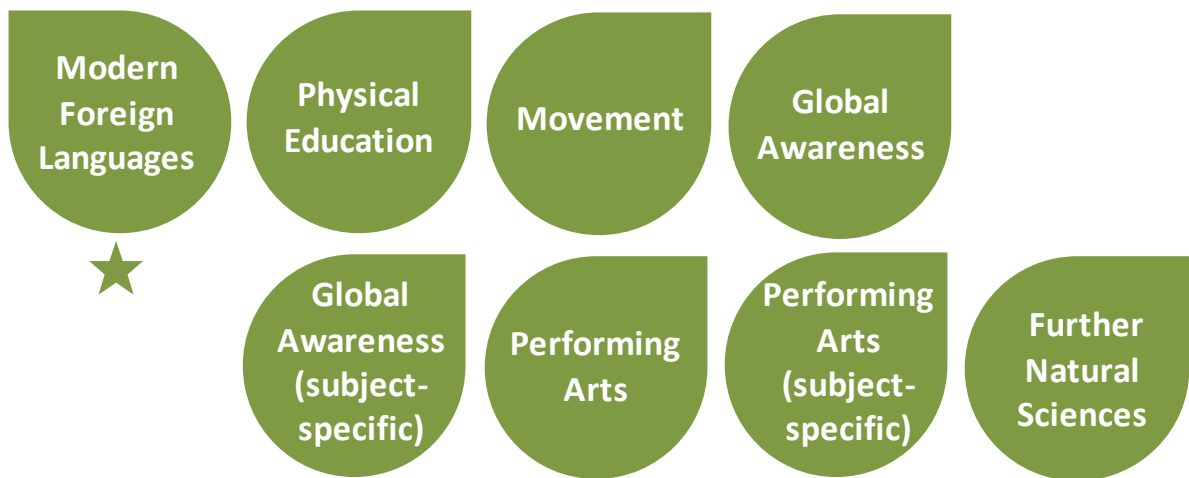 Modern
Foreign
Languages
Physical
Education
Movement
Global
Awareness
Global
Awareness
(subject-
specific)
Performing
Arts
Performing
Arts
(subject-
specific)
Further
Natural
Sciences